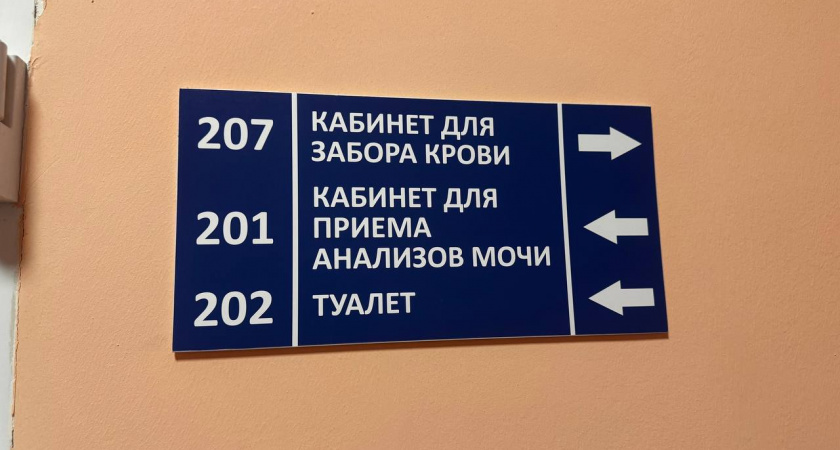 207 КАБИНЕТ ДЛЯ
ЗАБОРА КРОВИ
201 КАБИНЕТ ДЛЯ
ПРИЕМА
АНАЛИЗОВ МОЧИ
202 ТУАЛЕТ